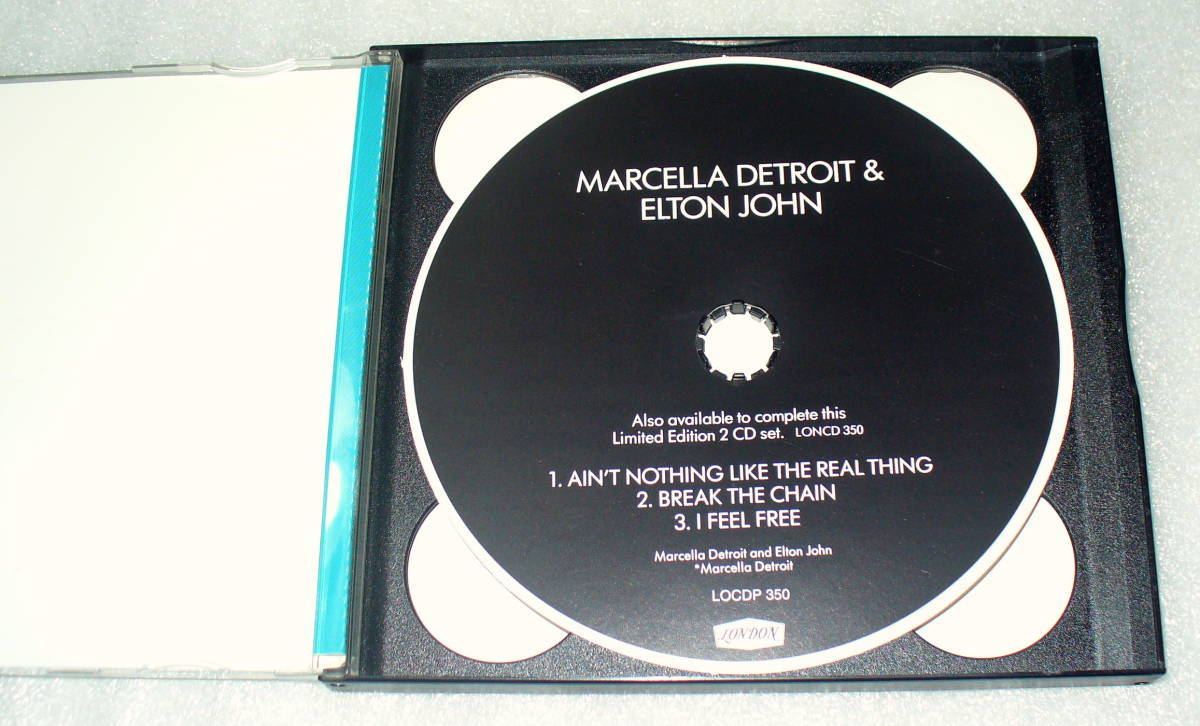 MARCELLA DETROIT &
ELTON JOHN
Also available to complete this
Limited Edition 2 CD set. LONCD 350
1. AIN'T NOTHING LIKE THE REAL THING
2. BREAK THE CHAIN
3. I FEEL FREE
Marcella Detroit and Elton John
*Marcella Detroit
LOCDP 350
LONDON